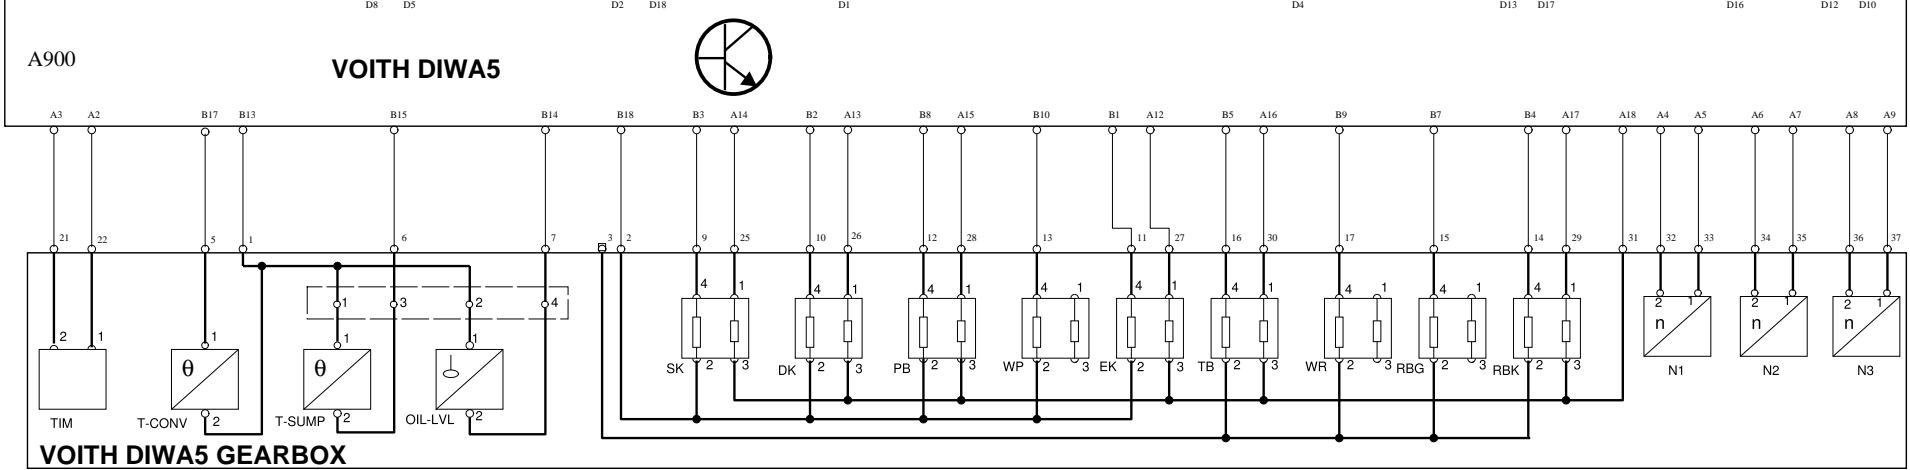 D8 D5 D2 D18 D1 D4 D13 D17 D16 D12 D10
A900
VOITH DIWA5
A3 A2 B17 B13 B15 B14 B18 B3 A14 B2 A13 B8 A15 B10 B1 A12 B5 A16 B9 B7 B4 A17 A18 A4 A5 A6 A7 A8 A9
21 22 5 1 6 7 3 2 9 25 10 26 12 28 13 11 27 16 30 17 15 14 29 31 32 33 34 35 36 37
4 1 4 1 4 1 4 1 4 1 4 1 4 1 4 1 4 1
1 3 2 4
2 1 2 1 2 1
n n n
2 1 1 1 1
θ θ
SK 2 3 DK 2 3 PB 2 3 WP 2 3 EK 2 3 TB 2 3 WR 2 3 RBG 2 3 RBK 2 3 N1 N2 N3
TIM T-CONV 2 T-SUMP 2 OIL-LVL 2
VOITH DIWA5 GEARBOX